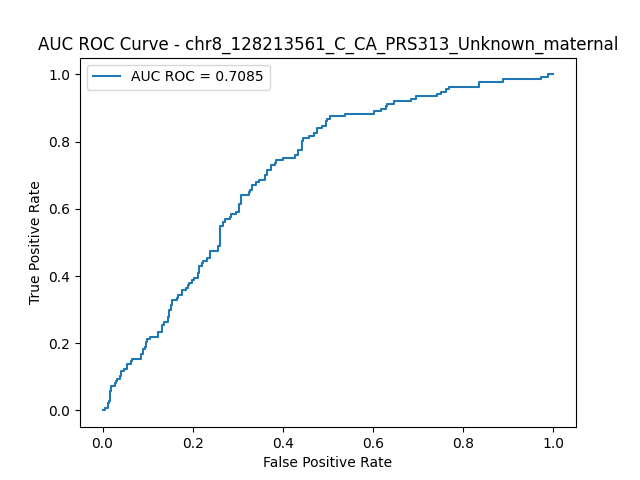 AUC ROC Curve - chr8_128213561_C_CA_PRS313_Unknown_maternal
AUC ROC = 0.7085
1.0
0.8
0.6
0.4
0.2
0.0
True Positive Rate
0.0 0.2 0.4 0.6 0.8 1.0
False Positive Rate